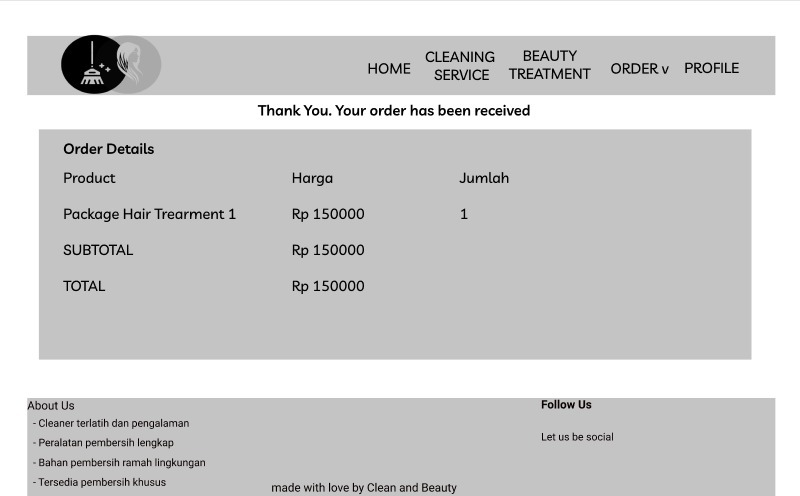 HOME
CLEANING
SERVICE
BEAUTY
TREATMENT
ORDER v
PROFILE
Thank You. Your order has been received
Order Details
Product Harga Jumlah
Package Hair Trearment 1 Rp 150000 1
SUBTOTAL Rp 150000
TOTAL Rp 150000
About Us
- Cleaner terlatih dan pengalaman
- Peralatan pembersih lengkap
- Bahan pembersih ramah lingkungan
- Tersedia pembersih khusus
Follow Us
Let us be social
made with love by Clean and Beauty